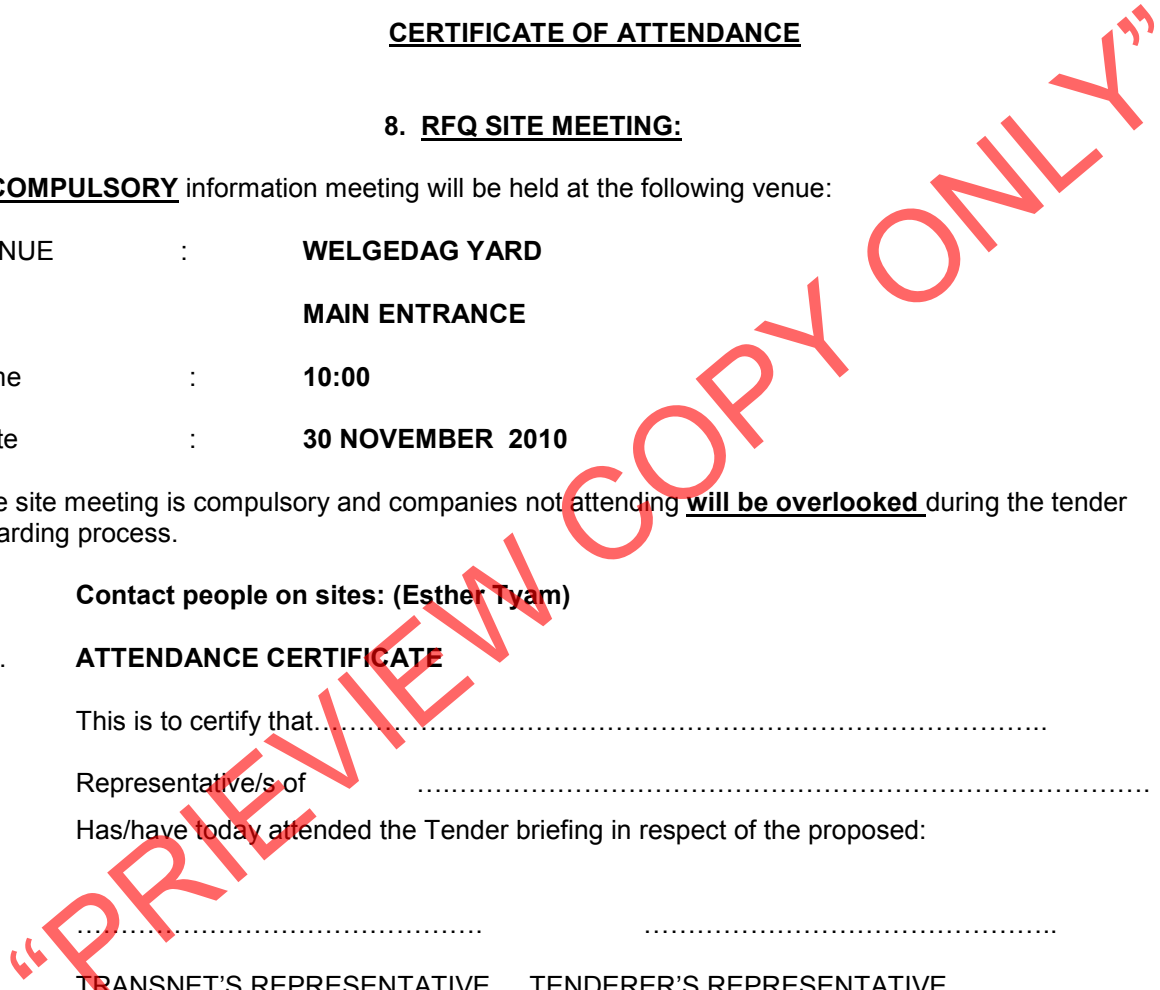 CERTIFICATE OF ATTENDANCE
8. RFQ SITE MEETING:
COMPULSORY information meeting will be held at the following venue:
NUE : WELGEDAG YARD
MAIN ENTRANCE
me : 10:00
te : 30 NOVEMBER 2010
e site meeting is compulsory and companies not attending will be overlooked during the tender
arding process.
Contact people on sites: (Esther Tyam)
. ATTENDANCE CERTIFICATE
This is to certify that…………………………………………………………………………..
Representative/s of ….……………………………………………………………………….
Has/have today attended the Tender briefing in respect of the proposed:
………………………………………. ………………………………………..
TRANSNET'S REPRESENTATIVE TENDERER'S REPRESENTATIVE
“PRIEVIEW COPY ONLY”